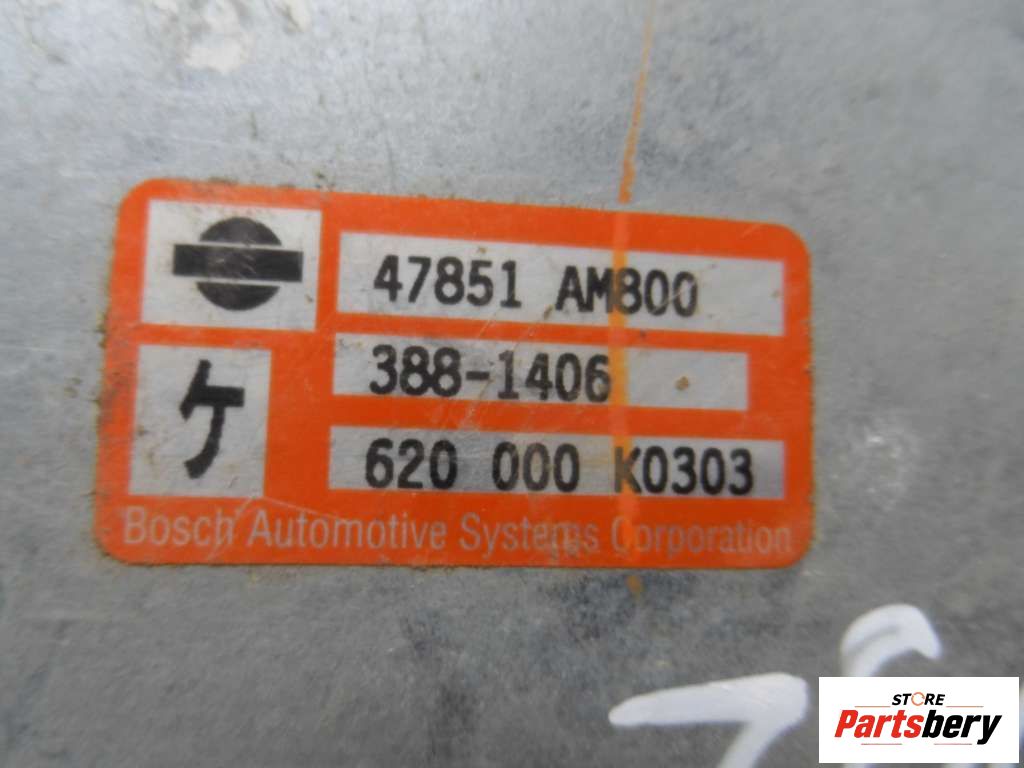 47851 AM800
ケ
388-1406
620 000 K0303
Bosch Automotive Systems Corporation
STORE
Partsbery